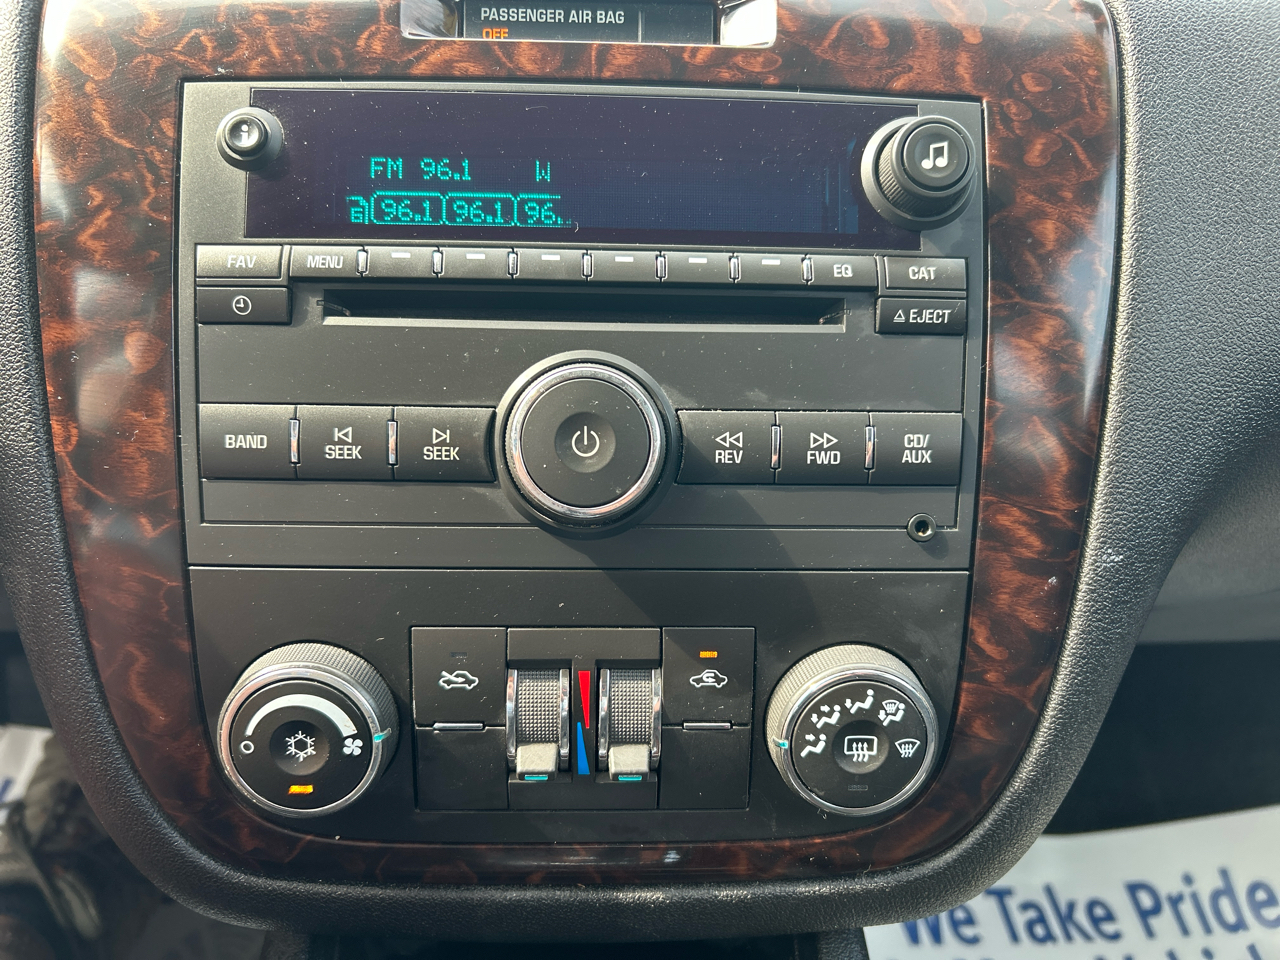 PASSENGER AIR BAG
OFF
i
FM 96.1 W
96.1 96.1 96.
FAV
MENU
EQ
CAT
EJECT
BAND
SEEK
SEEK
REV
FWD
CD/
AUX
We Take Pride